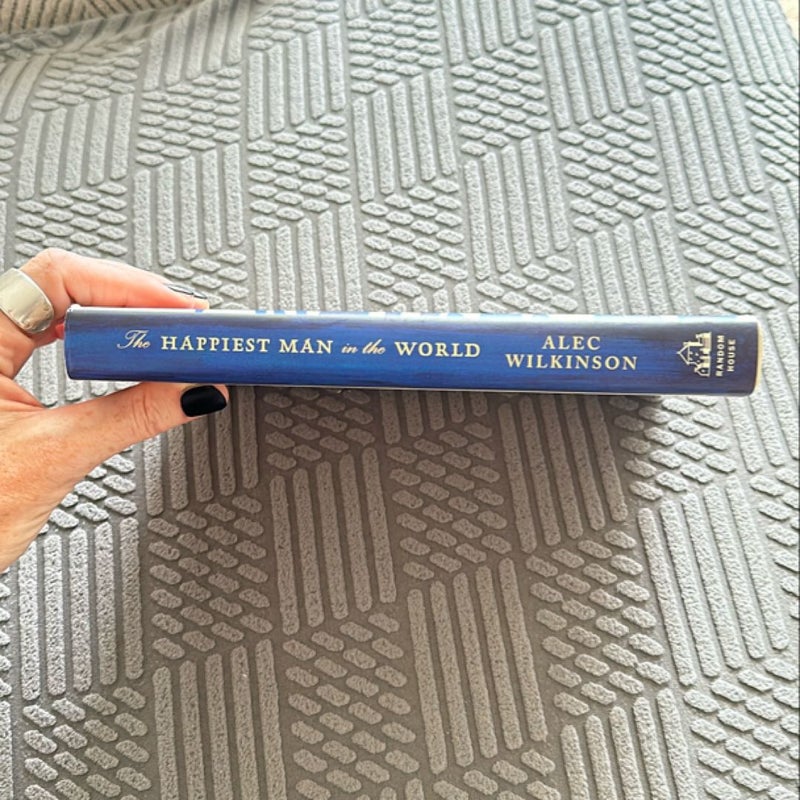 The HAPPIEST MAN in the WORLD
ALEC
WILKINSON
RANDOM
HOUSE